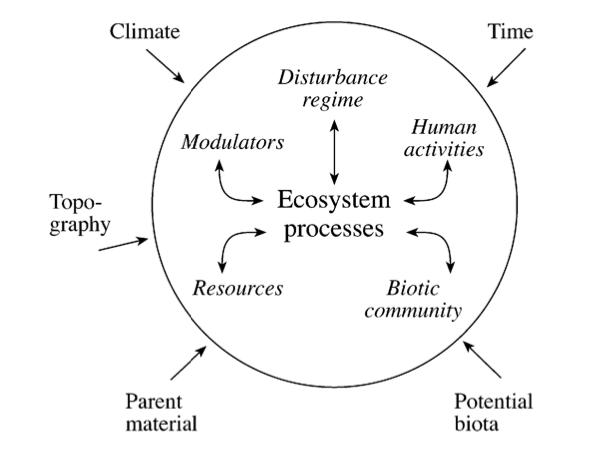 Climate
Time
Disturbance
regime
Modulators
Human
activities
Topo-
graphy
Ecosystem
processes
Resources
Biotic
community
Parent
material
Potential
biota